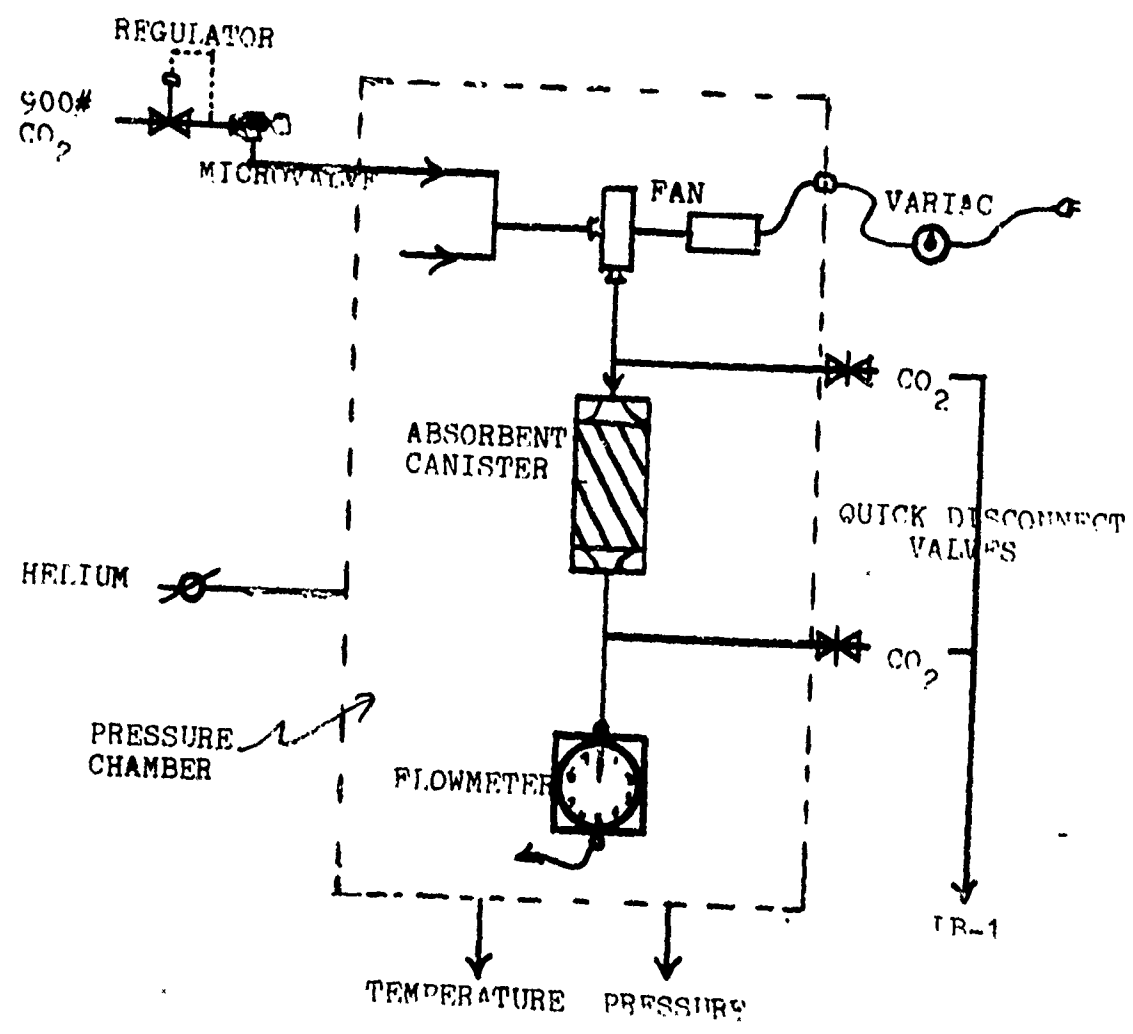 REGULATOR
900#
CO2
MICROVALVE
FAN
VARIAC
CO2
ABSORBENT
CANISTER
QUICK DISCONNECT
VALVES
HELIUM
CO2
PRESSURE
CHAMBER
FLOWMETER
TEMPERATURE PRESSURE